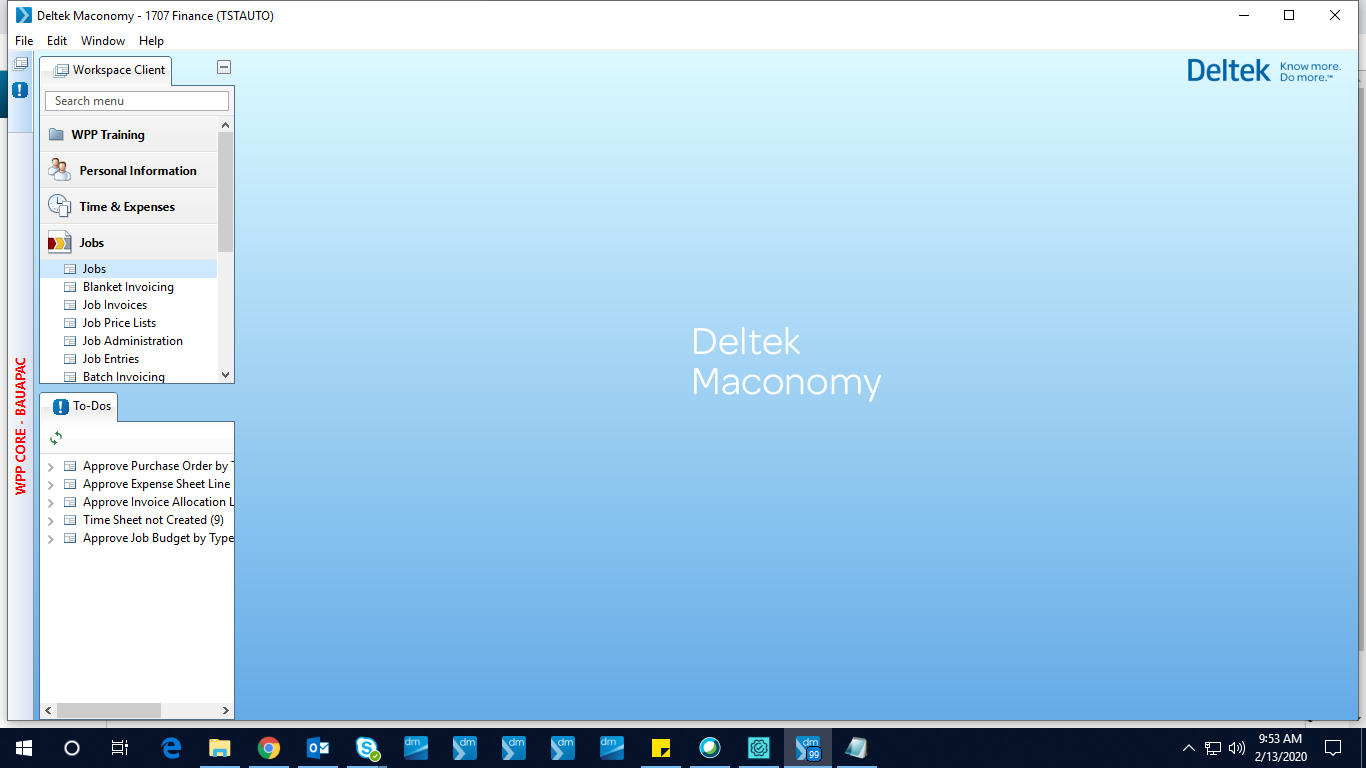 Deltek Maconomy - 1707 Finance (TSTAUTO)
File Edit Window Help
Workspace Client
Search menu
WPP Training
Personal Information
Time & Expenses
Jobs
Jobs
Blanket Invoicing
Job Invoices
Job Price Lists
Job Administration
Job Entries
Batch Invoicing
WPP CORE - BAUAPAC
To-Dos
Approve Purchase Order by T
Approve Expense Sheet Line
Approve Invoice Allocation L
Time Sheet not Created (9)
Approve Job Budget by Type
Deltek Know more.
Do more.™
Deltek
Maconomy
dm
dm
dm
dm
dm
dm
99
9:53 AM
2/13/2020